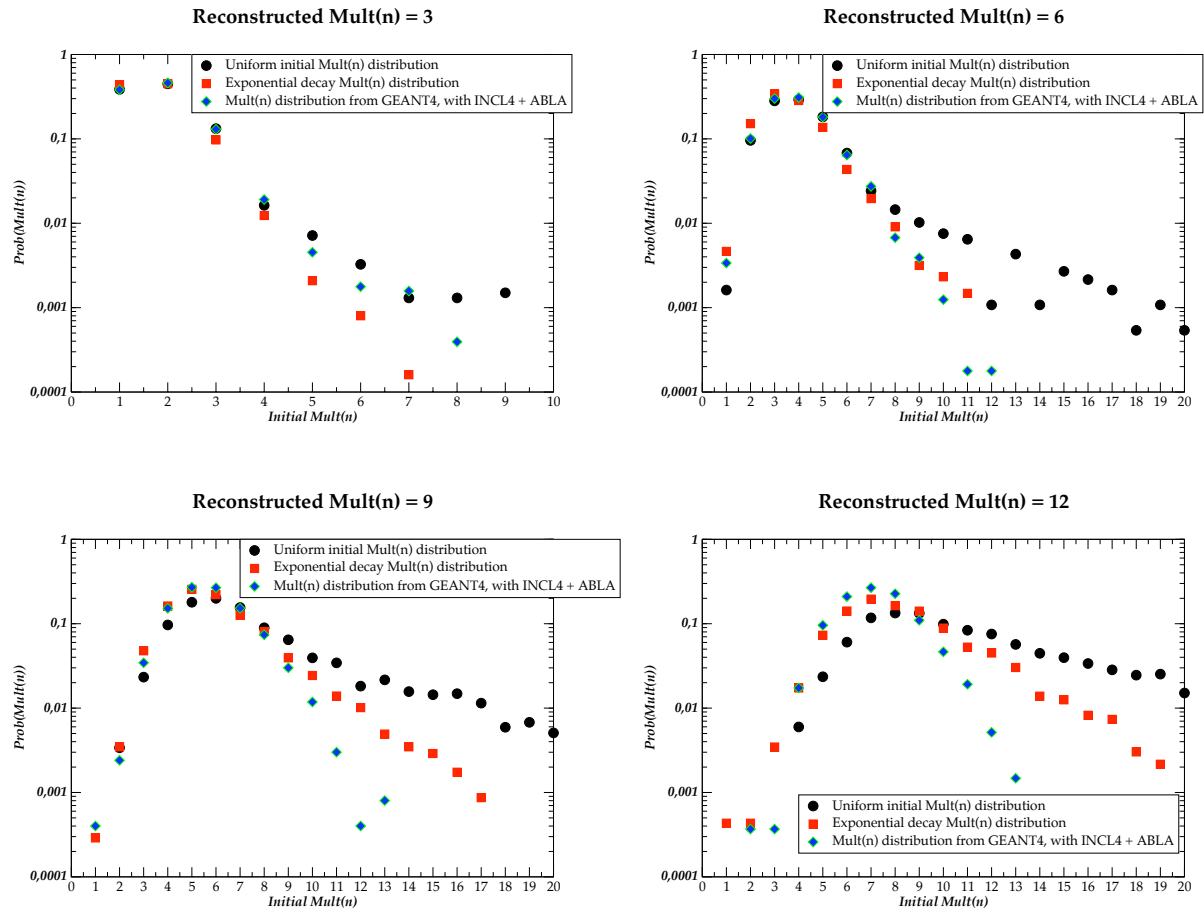 Reconstructed Mult(n) = 3
Uniform initial Mult(n) distribution
Exponential decay Mult(n) distribution
Mult(n) distribution from GEANT4, with INCL4 + ABLA
Prob(Mult(n))
1
0,1
0,01
0,001
0,0001
0 1 2 3 4 5 6 7 8 9 10
Initial Mult(n)
Reconstructed Mult(n) = 6
Uniform initial Mult(n) distribution
Exponential decay Mult(n) distribution
Mult(n) distribution from GEANT4, with INCL4 + ABLA
Prob(Mult(n))
1
0,1
0,01
0,001
0,0001
0 1 2 3 4 5 6 7 8 9 10 11 12 13 14 15 16 17 18 19 20
Initial Mult(n)
Reconstructed Mult(n) = 9
Uniform initial Mult(n) distribution
Exponential decay Mult(n) distribution
Mult(n) distribution from GEANT4, with INCL4 + ABLA
Prob(Mult(n))
1
0,1
0,01
0,001
0,0001
0 1 2 3 4 5 6 7 8 9 10 11 12 13 14 15 16 17 18 19 20
Initial Mult(n)
Reconstructed Mult(n) = 12
Prob(Mult(n))
1
0,1
0,01
0,001
0,0001
Uniform initial Mult(n) distribution
Exponential decay Mult(n) distribution
Mult(n) distribution from GEANT4, with INCL4 + ABLA
0 1 2 3 4 5 6 7 8 9 10 11 12 13 14 15 16 17 18 19 20
Initial Mult(n)